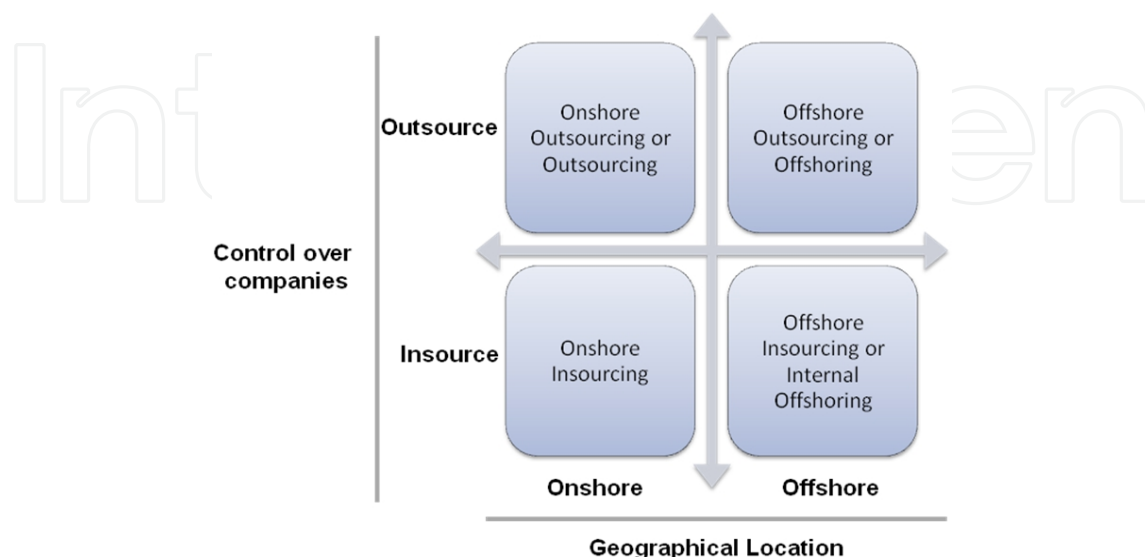 Outsource
Onshore
Outsourcing or
Outsourcing
Offshore
Outsourcing or
Offshoring
Control over
companies
Insource
Onshore
Insourcing
Offshore
Insourcing or
Internal
Offshoring
Onshore
Offshore
Geographical Location